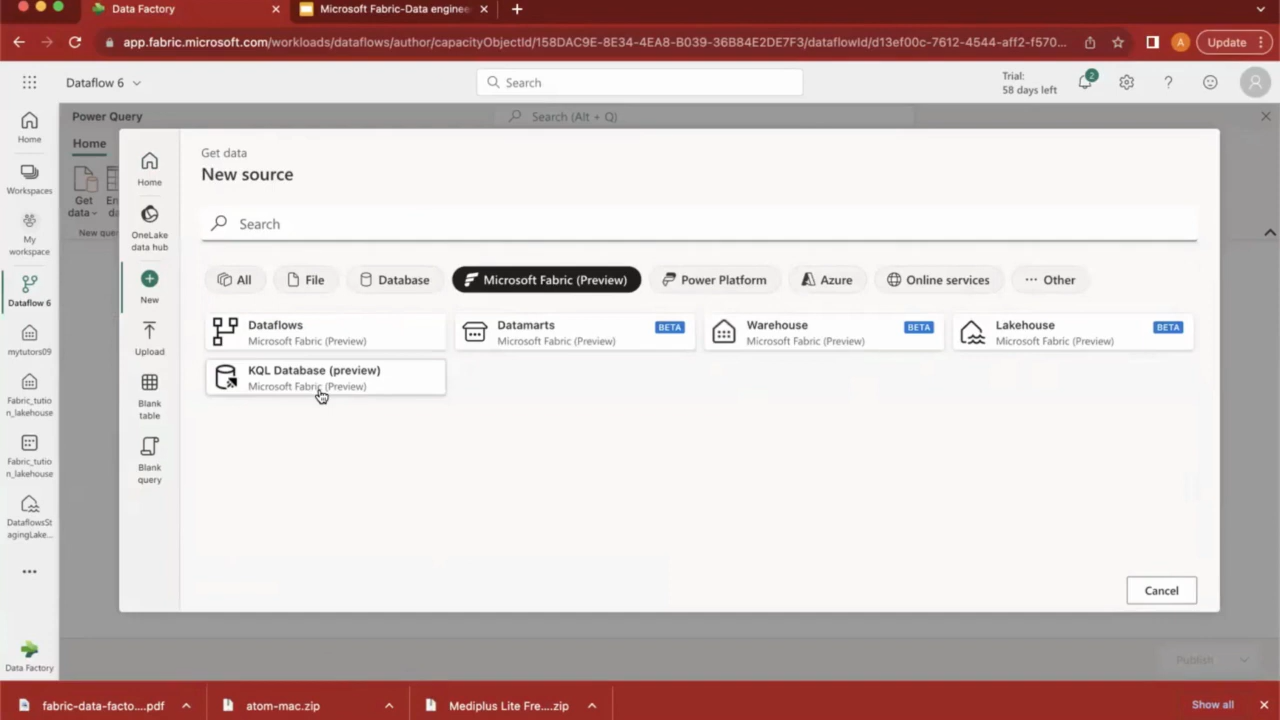 Data Factory
Microsoft Fabric-Data enginee
app.fabric.microsoft.com/workloads/dataflows/author/capacityObjectId/158DAC9E-8E34-4EA8-B039-36B84E2DE7F3/dataflowId/d13ef00c-7612-4544-aff2-f570...
A
Update
Dataflow 6
Search
Trial:
58 days left
2
Home
Workspaces
My
workspace
Dataflow 6
mytutors09
Fabric_tutio
n_lakehouse
Fabric_tutio
n_lakehouse
DataflowsSt
agingLake...
Data Factory
Power Query
Search (Alt + Q)
Home
Get
data
En
da
New quer
Home
OneLake
data hub
New
Upload
Blank
table
Blank
query
Get data
New source
Search
All
File
Database
Microsoft Fabric (Preview)
Power Platform
Azure
Online services
Other
Dataflows
Microsoft Fabric (Preview)
Datamarts
BETA
Microsoft Fabric (Preview)
Warehouse
BETA
Microsoft Fabric (Preview)
Lakehouse
BETA
Microsoft Fabric (Preview)
KQL Database (preview)
Microsoft Fabric (Preview)
Cancel
Publish
fabric-data-facto....pdf
atom-mac.zip
Mediplus Lite Fre....zip
Show all